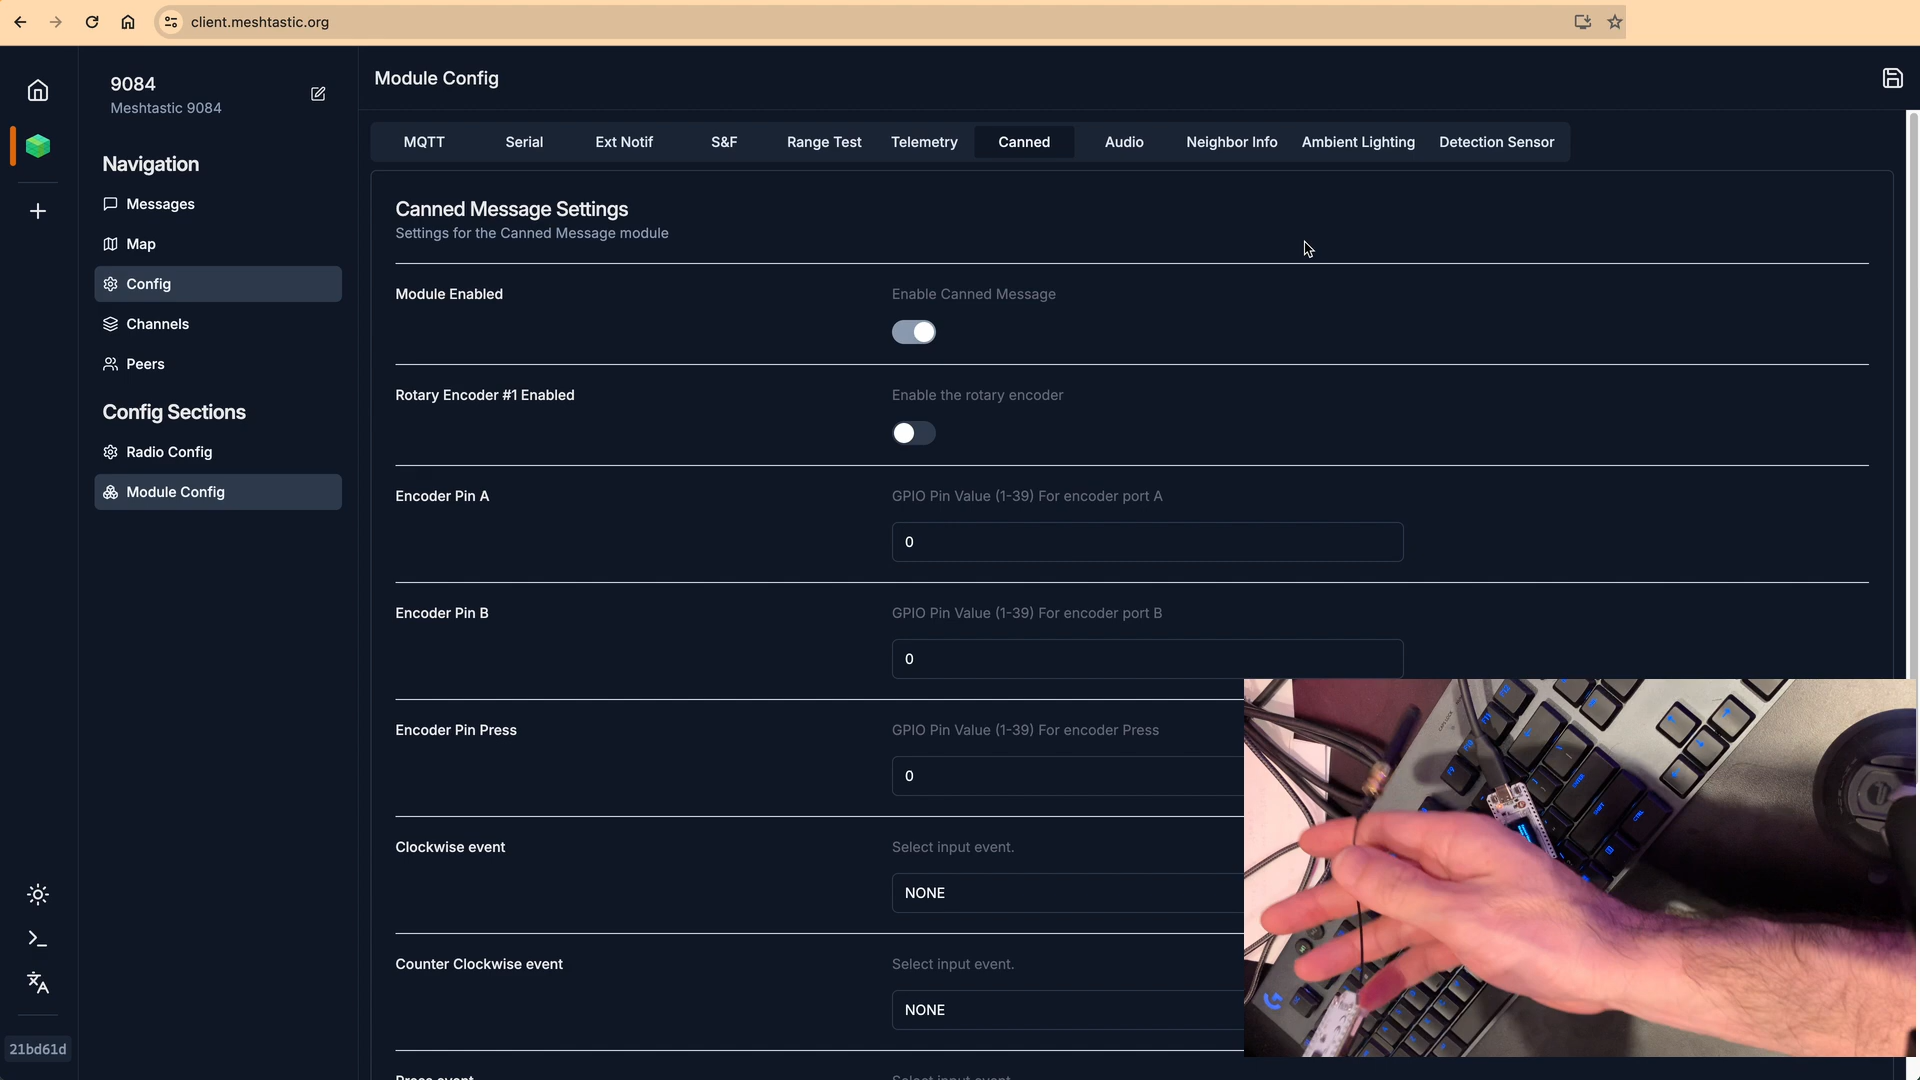 client.meshtastic.org
9084
Meshtastic 9084
Module Config
Navigation
Messages
Map
Config
Channels
Peers
Config Sections
Radio Config
Module Config
21bd61d
MQTT Serial Ext Notif S&F Range Test Telemetry Canned Audio Neighbor Info Ambient Lighting Detection Sensor
Canned Message Settings
Settings for the Canned Message module
Module Enabled
Enable Canned Message
Rotary Encoder #1 Enabled
Enable the rotary encoder
Encoder Pin A
GPIO Pin Value (1-39) For encoder port A
0
Encoder Pin B
GPIO Pin Value (1-39) For encoder port B
0
Encoder Pin Press
GPIO Pin Value (1-39) For encoder Press
0
Clockwise event
Select input event.
NONE
Counter Clockwise event
Select input event.
NONE